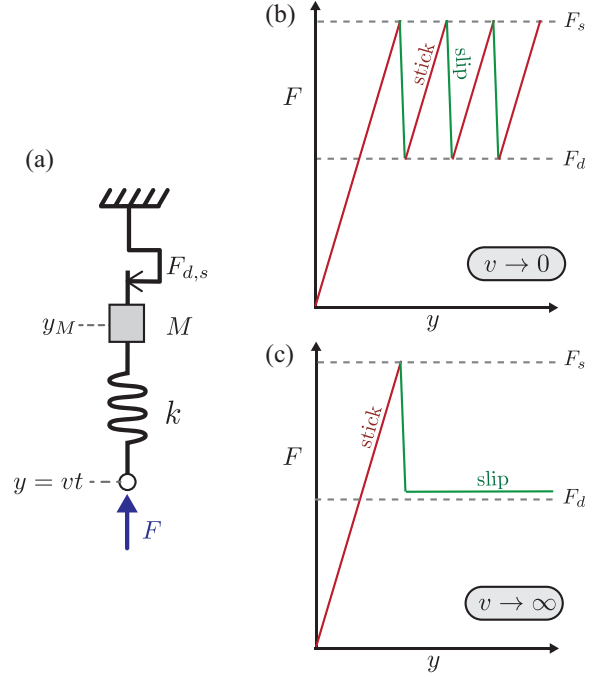 (a)
F_{d,s}
y_M
M
k
y = vt
F
(b)
F_s
F
stick
slip
F_d
v → 0
y
(c)
F_s
F
stick
slip
F_d
v → ∞
y